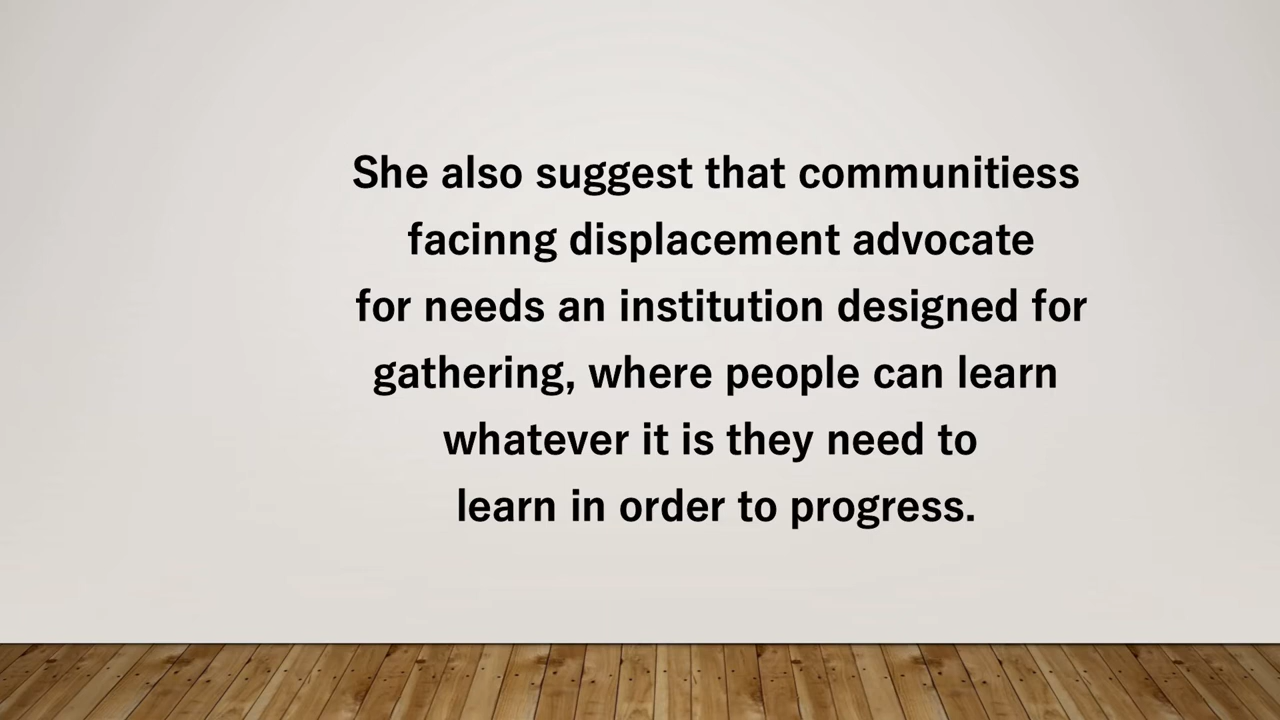 She also suggest that communitiess
facinng displacement advocate
for needs an institution designed for
gathering, where people can learn
whatever it is they need to
learn in order to progress.